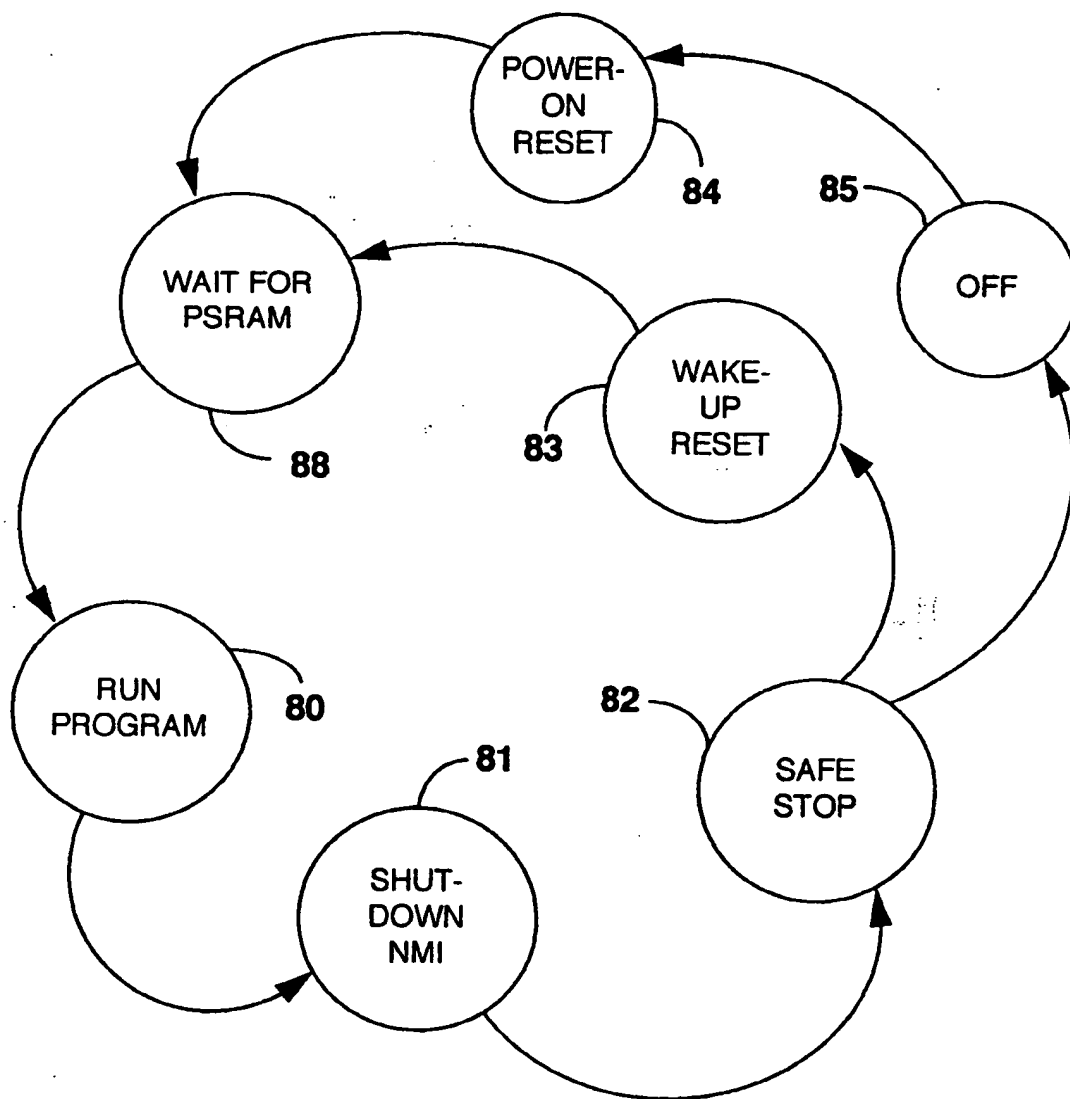 POWER-
ON
RESET
84
85
OFF
WAIT FOR
PSRAM
88
WAKE-
UP
RESET
83
RUN
PROGRAM
80
81
SHUT-
DOWN
NMI
82
SAFE
STOP